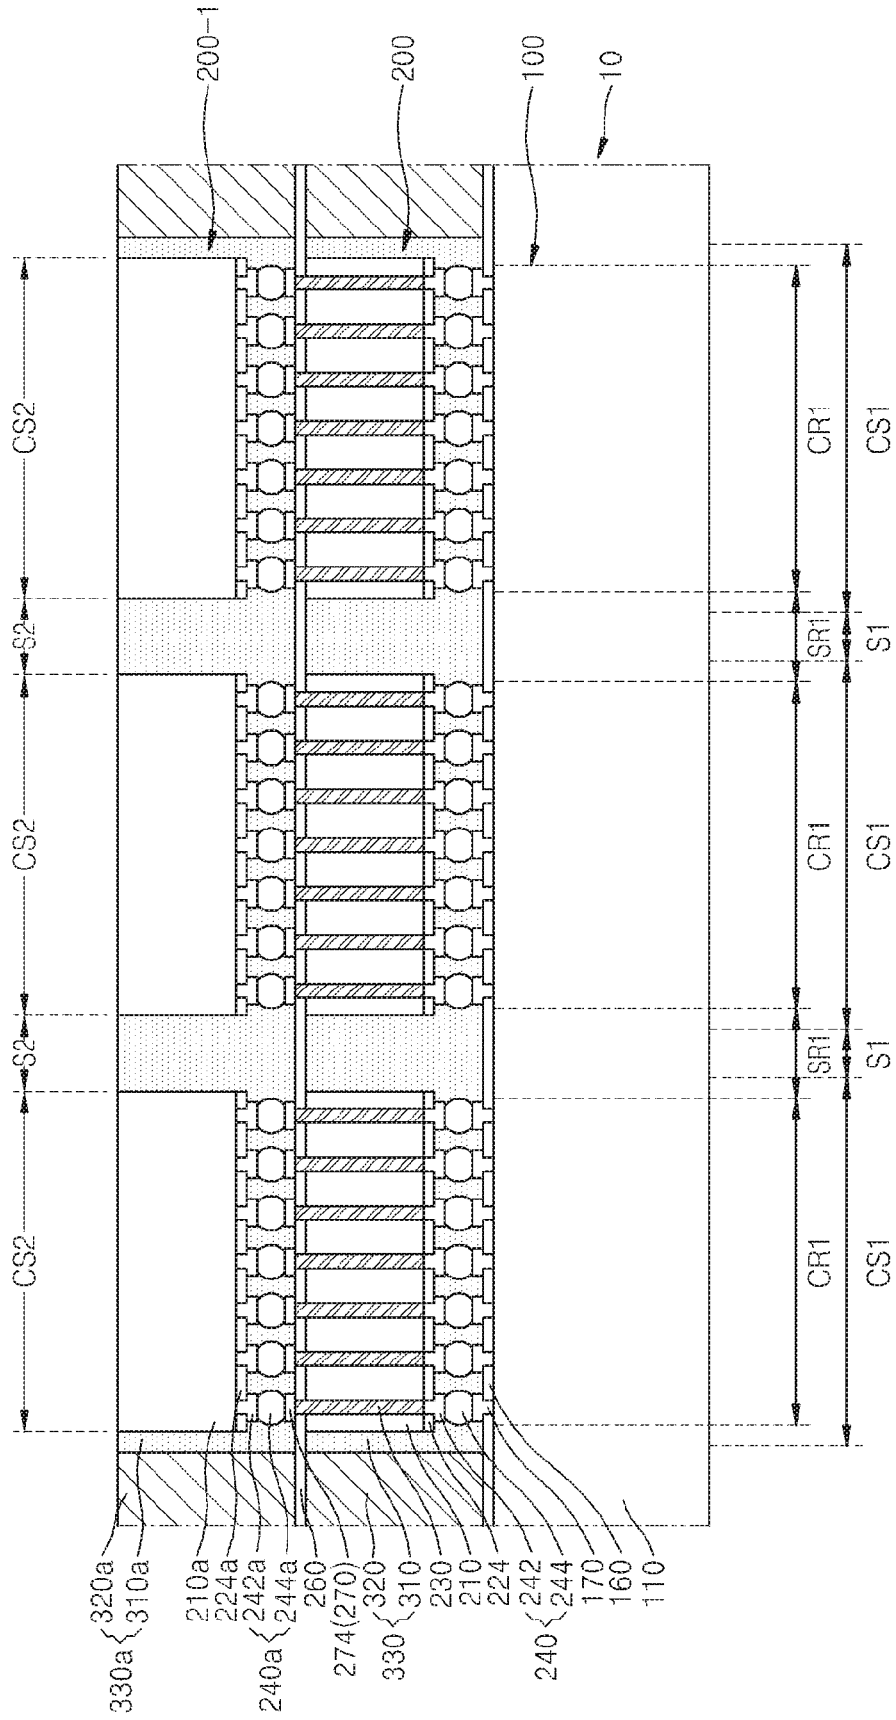 200-1
200
100
10
CS2
S2
CS2
S2
CS2
CR1
SR1
CR1
SR1
CR1
CS1
S1
CS1
S1
CS1
330a { 320a
310a
210a
224a
240a { 242a
244a
260
274(270)
330 { 320
310
230
210
224
240 { 242
244
170
160
110